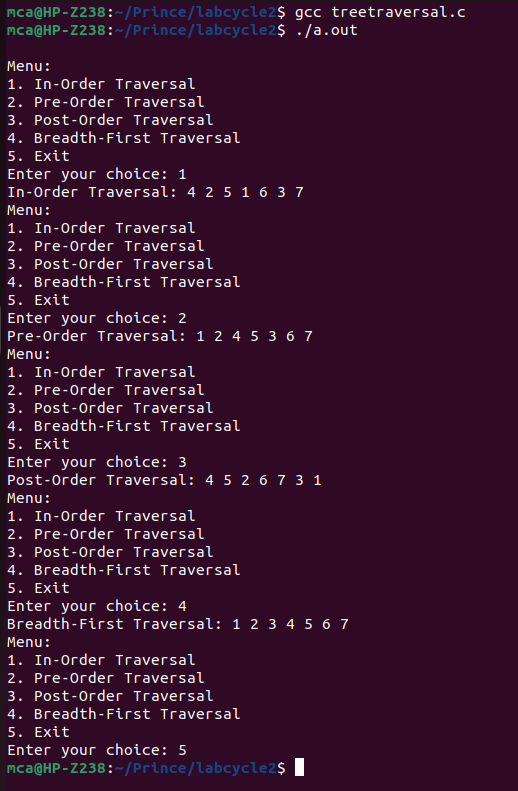 mca@HP-Z238:~/Prince/labcycle2$ gcc treetraversal.c
mca@HP-Z238:~/Prince/labcycle2$ ./a.out

Menu:
1. In-Order Traversal
2. Pre-Order Traversal
3. Post-Order Traversal
4. Breadth-First Traversal
5. Exit
Enter your choice: 1
In-Order Traversal: 4 2 5 1 6 3 7
Menu:
1. In-Order Traversal
2. Pre-Order Traversal
3. Post-Order Traversal
4. Breadth-First Traversal
5. Exit
Enter your choice: 2
Pre-Order Traversal: 1 2 4 5 3 6 7
Menu:
1. In-Order Traversal
2. Pre-Order Traversal
3. Post-Order Traversal
4. Breadth-First Traversal
5. Exit
Enter your choice: 3
Post-Order Traversal: 4 5 2 6 7 3 1
Menu:
1. In-Order Traversal
2. Pre-Order Traversal
3. Post-Order Traversal
4. Breadth-First Traversal
5. Exit
Enter your choice: 4
Breadth-First Traversal: 1 2 3 4 5 6 7
Menu:
1. In-Order Traversal
2. Pre-Order Traversal
3. Post-Order Traversal
4. Breadth-First Traversal
5. Exit
Enter your choice: 5
mca@HP-Z238:~/Prince/labcycle2$